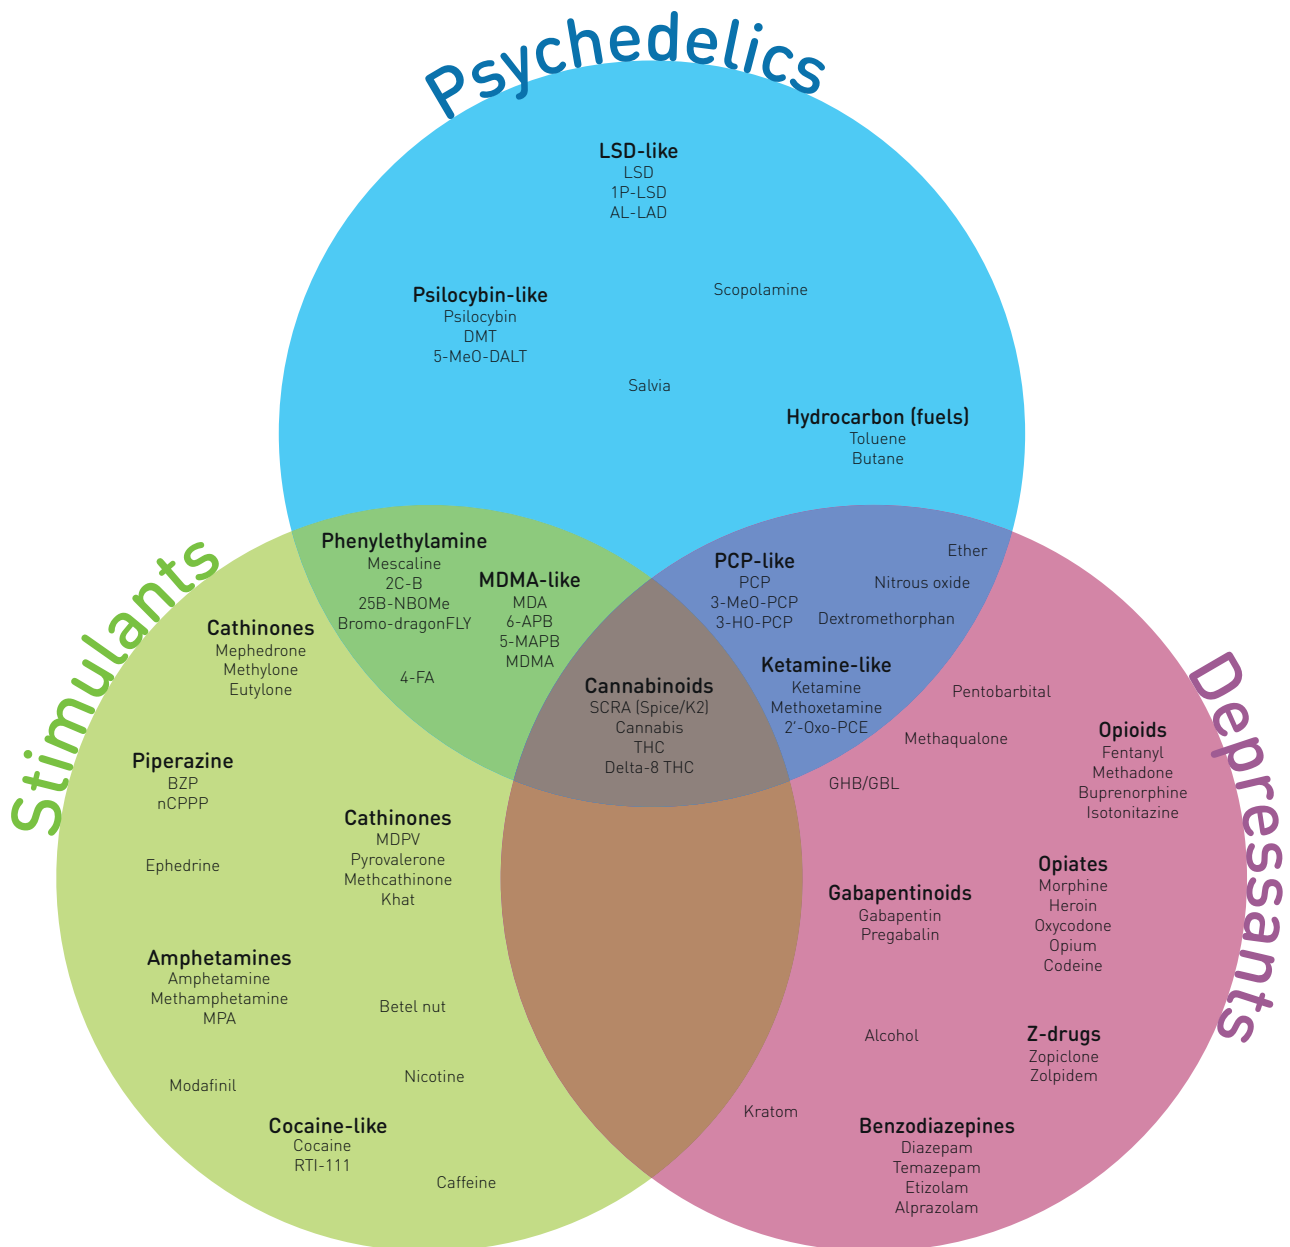 Psychedelics
LSD-like
LSD
1P-LSD
AL-LAD
Scopolamine
Psilocybin-like
Psilocybin
DMT
5-MeO-DALT
Salvia
Hydrocarbon (fuels)
Toluene
Butane
Stimulants
Phenylethylamine
Mescaline
2C-B
25B-NBOMe
Bromo-dragonFLY
MDMA-like
MDA
6-APB
5-MAPB
MDMA
4-FA
PCP-like
PCP
3-MeO-PCP
3-HO-PCP
Ether
Nitrous oxide
Dextromethorphan
Ketamine-like
Ketamine
Methoxetamine
2’-Oxo-PCE
Cannabinoids
SCRA (Spice/K2)
Cannabis
THC
Delta-8 THC
Cathinones
Mephedrone
Methylone
Eutylone
Piperazine
BZP
nCPPP
Cathinones
MDPV
Pyrovalerone
Methcathinone
Khat
Ephedrine
Amphetamines
Amphetamine
Methamphetamine
MPA
Betel nut
Modafinil
Nicotine
Cocaine-like
Cocaine
RTI-111
Caffeine
Depressants
Pentobarbital
Methaqualone
GHB/GBL
Opioids
Fentanyl
Methadone
Buprenorphine
Isotonitazine
Gabapentinoids
Gabapentin
Pregabalin
Opiates
Morphine
Heroin
Oxycodone
Opium
Codeine
Alcohol
Z-drugs
Zopiclone
Zolpidem
Kratom
Benzodiazepines
Diazepam
Temazepam
Etizolam
Alprazolam